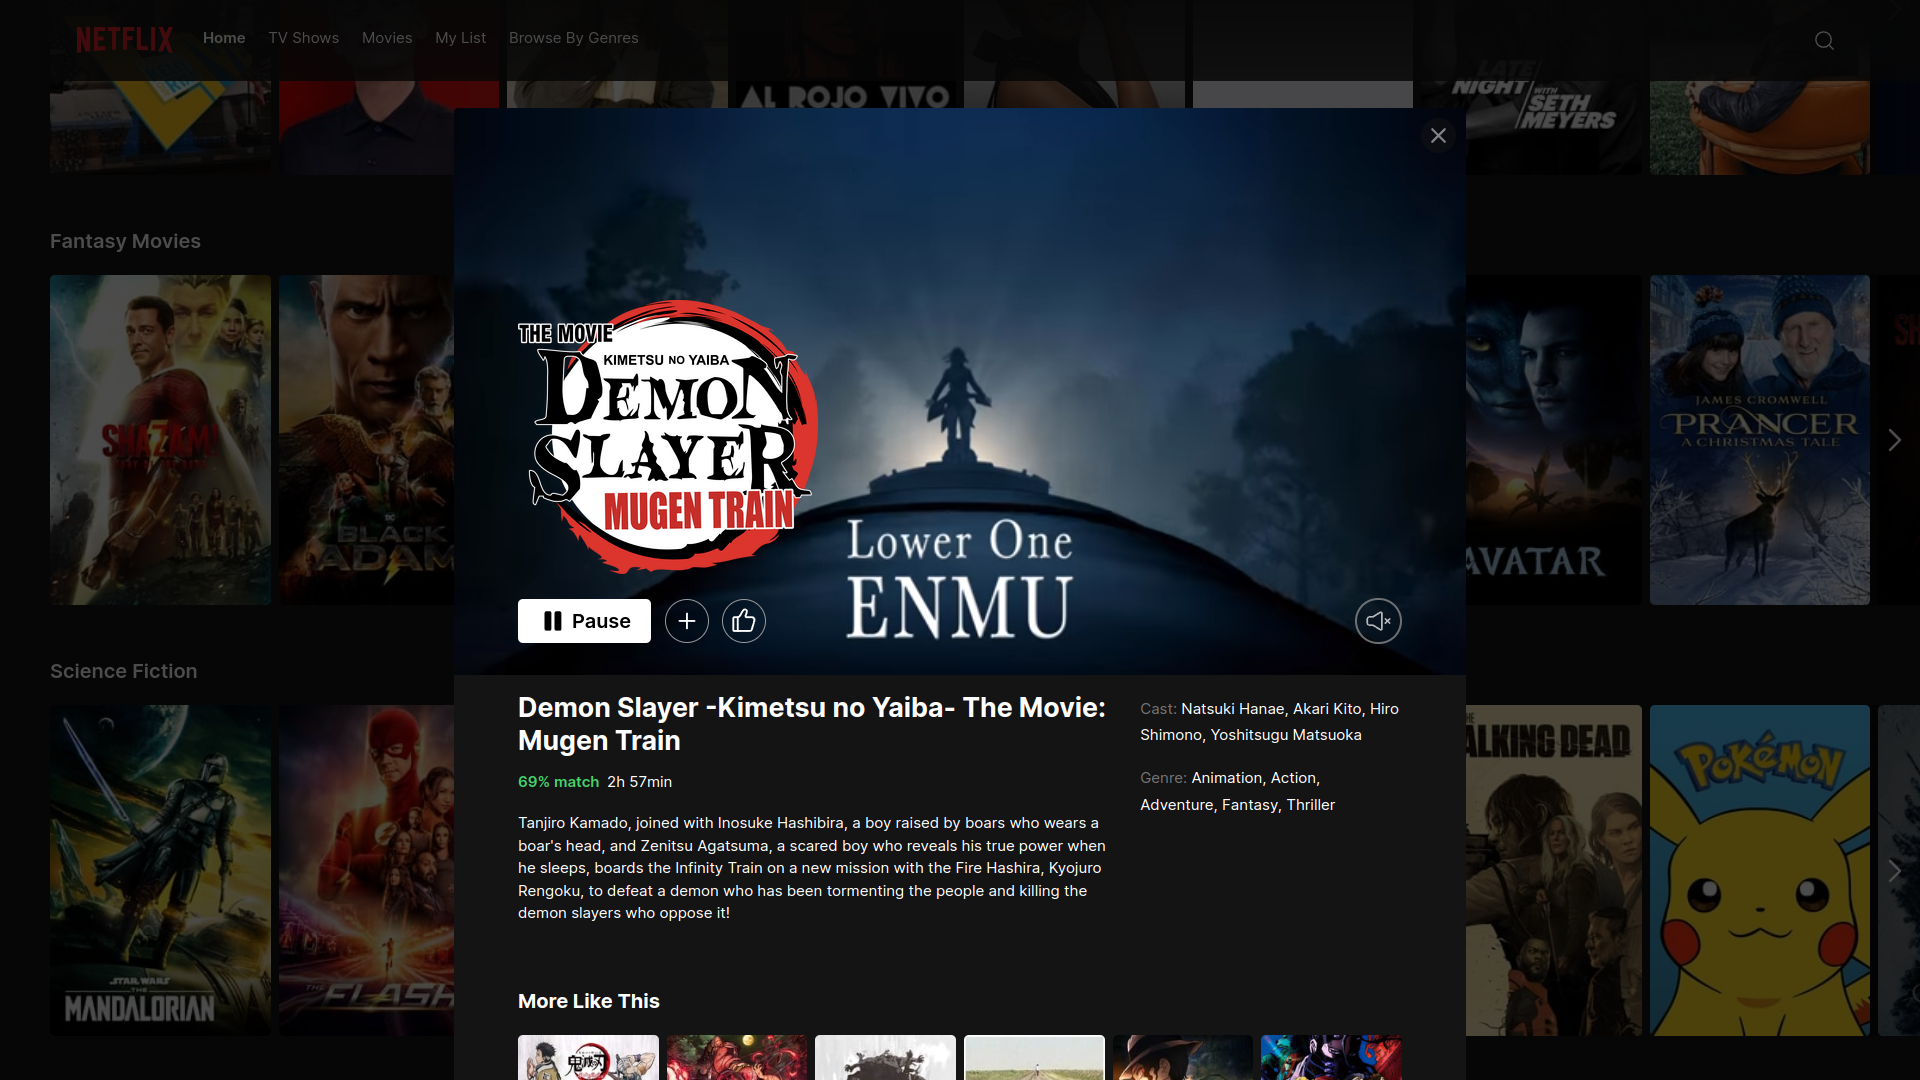 NETFLIX
Home
TV Shows
Movies
My List
Browse By Genres
AL ROJO VIVO
LATE
NIGHT WITH
SETH
MEYERS
Fantasy Movies
SHAZAM!
BLACK
ADAM
THE MOVIE
KIMETSU NO YAIBA
DEMON
SLAYER
MUGEN TRAIN
Lower One
ENMU
Pause
AVATAR
JAMES CROMWELL
PRANCER
A CHRISTMAS TALE
SH
Science Fiction
STAR WARS
THE
MANDALORIAN
THE FLASH
Demon Slayer -Kimetsu no Yaiba- The Movie:
Mugen Train
69% match 2h 57min
Tanjiro Kamado, joined with Inosuke Hashibira, a boy raised by boars who wears a
boar's head, and Zenitsu Agatsuma, a scared boy who reveals his true power when
he sleeps, boards the Infinity Train on a new mission with the Fire Hashira, Kyojuro
Rengoku, to defeat a demon who has been tormenting the people and killing the
demon slayers who oppose it!
Cast: Natsuki Hanae, Akari Kito, Hiro
Shimono, Yoshitsugu Matsuoka
Genre: Animation, Action,
Adventure, Fantasy, Thriller
THE
ALKING DEAD
POKéMON
More Like This
鬼滅刃